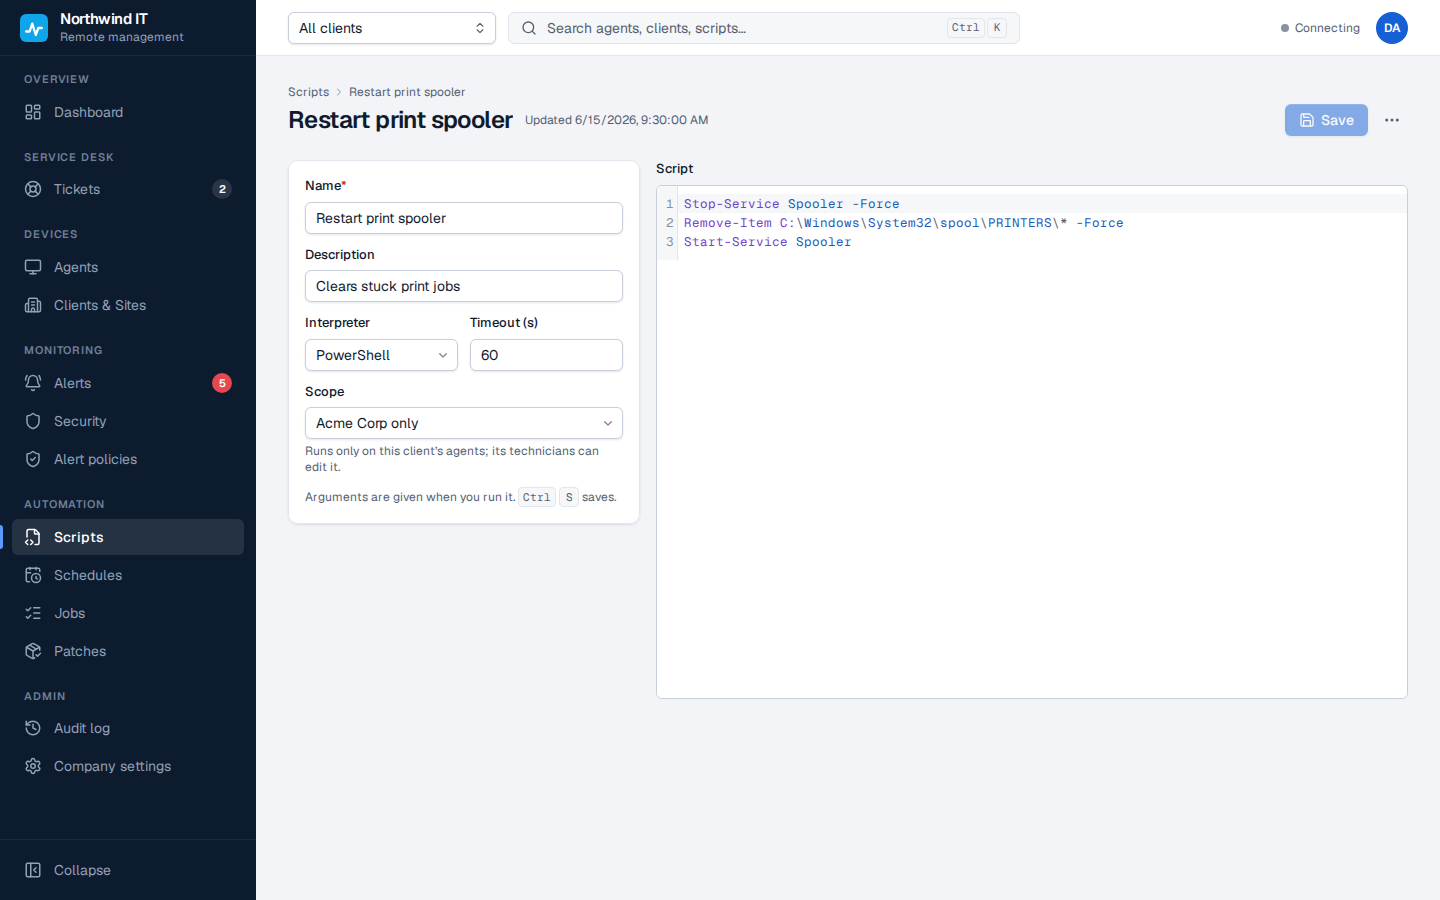 Northwind IT
Remote management
OVERVIEW
Dashboard
SERVICE DESK
Tickets 2
DEVICES
Agents
Clients & Sites
MONITORING
Alerts 5
Security
Alert policies
AUTOMATION
Scripts
Schedules
Jobs
Patches
ADMIN
Audit log
Company settings
Collapse
All clients
Search agents, clients, scripts... Ctrl K
Connecting DA
Scripts > Restart print spooler
Restart print spooler Updated 6/15/2026, 9:30:00 AM
Save
Name*
Restart print spooler
Description
Clears stuck print jobs
Interpreter Timeout (s)
PowerShell 60
Scope
Acme Corp only
Runs only on this client's agents; its technicians can
edit it.
Arguments are given when you run it. Ctrl S saves.
Script
1 Stop-Service Spooler -Force
2 Remove-Item C:\Windows\System32\spool\PRINTERS\* -Force
3 Start-Service Spooler